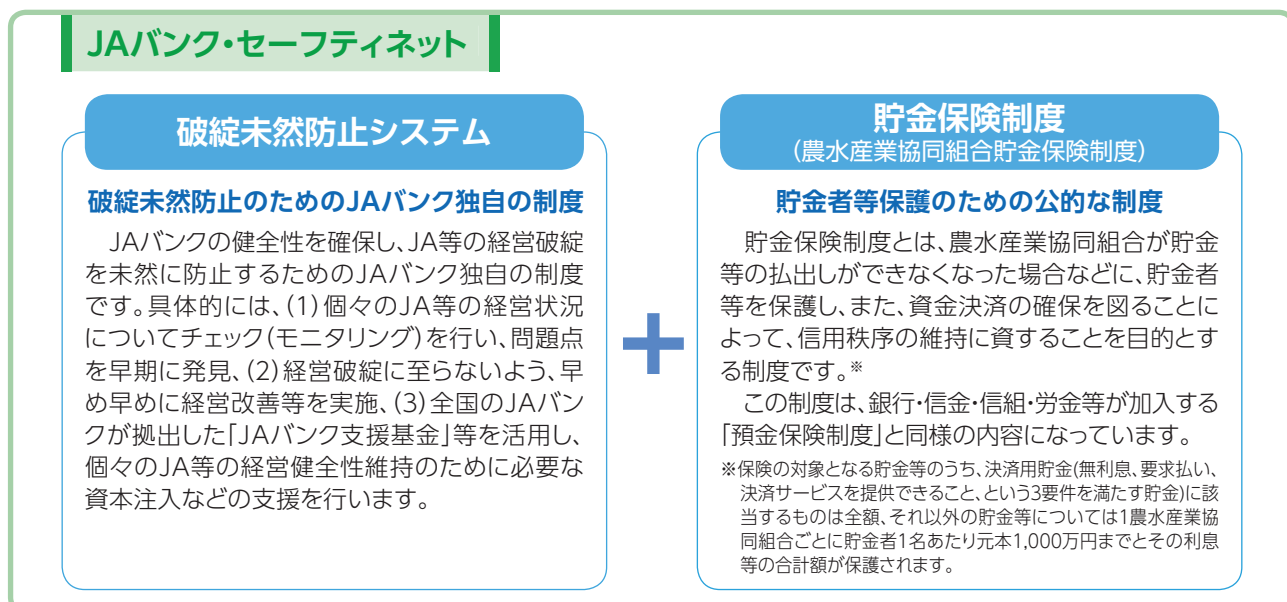 JAバンク・セーフティネット
破綻未然防止システム
破綻未然防止のためのJAバンク独自の制度
JAバンクの健全性を確保し、JA等の経営破綻
を未然に防止するためのJAバンク独自の制度
です。具体的には、(1)個々のJA等の経営状況
についてチェック(モニタリング)を行い、問題点
を早期に発見、(2)経営破綻に至らないよう、早
め早めに経営改善等を実施、(3)全国のJAバン
クが拠出した「JAバンク支援基金」等を活用し、
個々のJA等の経営健全性維持のために必要な
資本注入などの支援を行います。
+
貯金保険制度
(農水産業協同組合貯金保険制度)
貯金者等保護のための公的な制度
貯金保険制度とは、農水産業協同組合が貯金
等の払出しができなくなった場合などに、貯金者
等を保護し、また、資金決済の確保を図ることに
よって、信用秩序の維持に資することを目的とす
る制度です。※
この制度は、銀行・信金・信組・労金等が加入する
「預金保険制度」と同様の内容になっています。
※保険の対象となる貯金等のうち、決済用貯金(無利息、要求払い、
決済サービスを提供できること、という3要件を満たす貯金)に該
当するものは全額、それ以外の貯金等については1農水産業協
同組合ごとに貯金者1名あたり元本1,000万円までとその利息
等の合計額が保護されます。